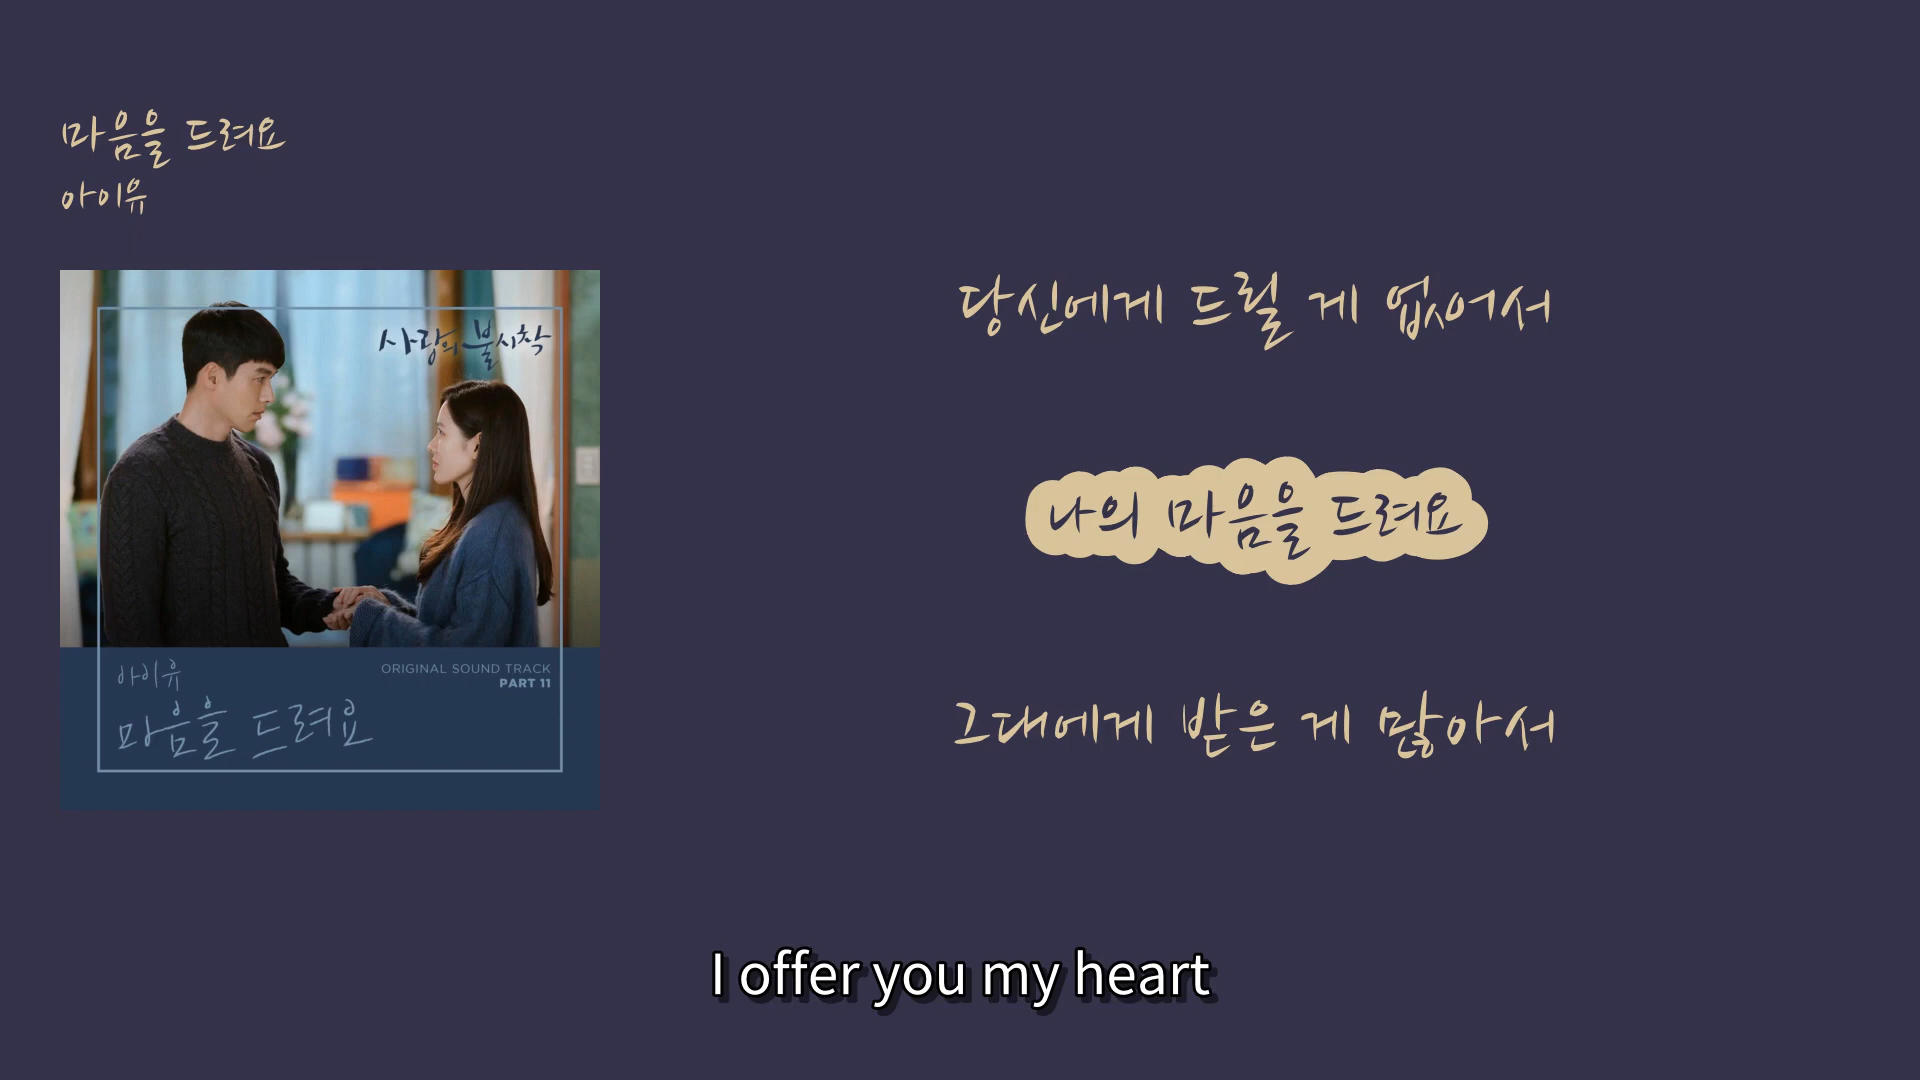 마음을 드려요
아이유
사랑의 불시착
아이유
ORIGINAL SOUND TRACK
PART 11
마음을 드려요
당신에게 드릴 게 없어서
나의 마음을 드려요
그대에게 받은 게 많아서
I offer you my heart